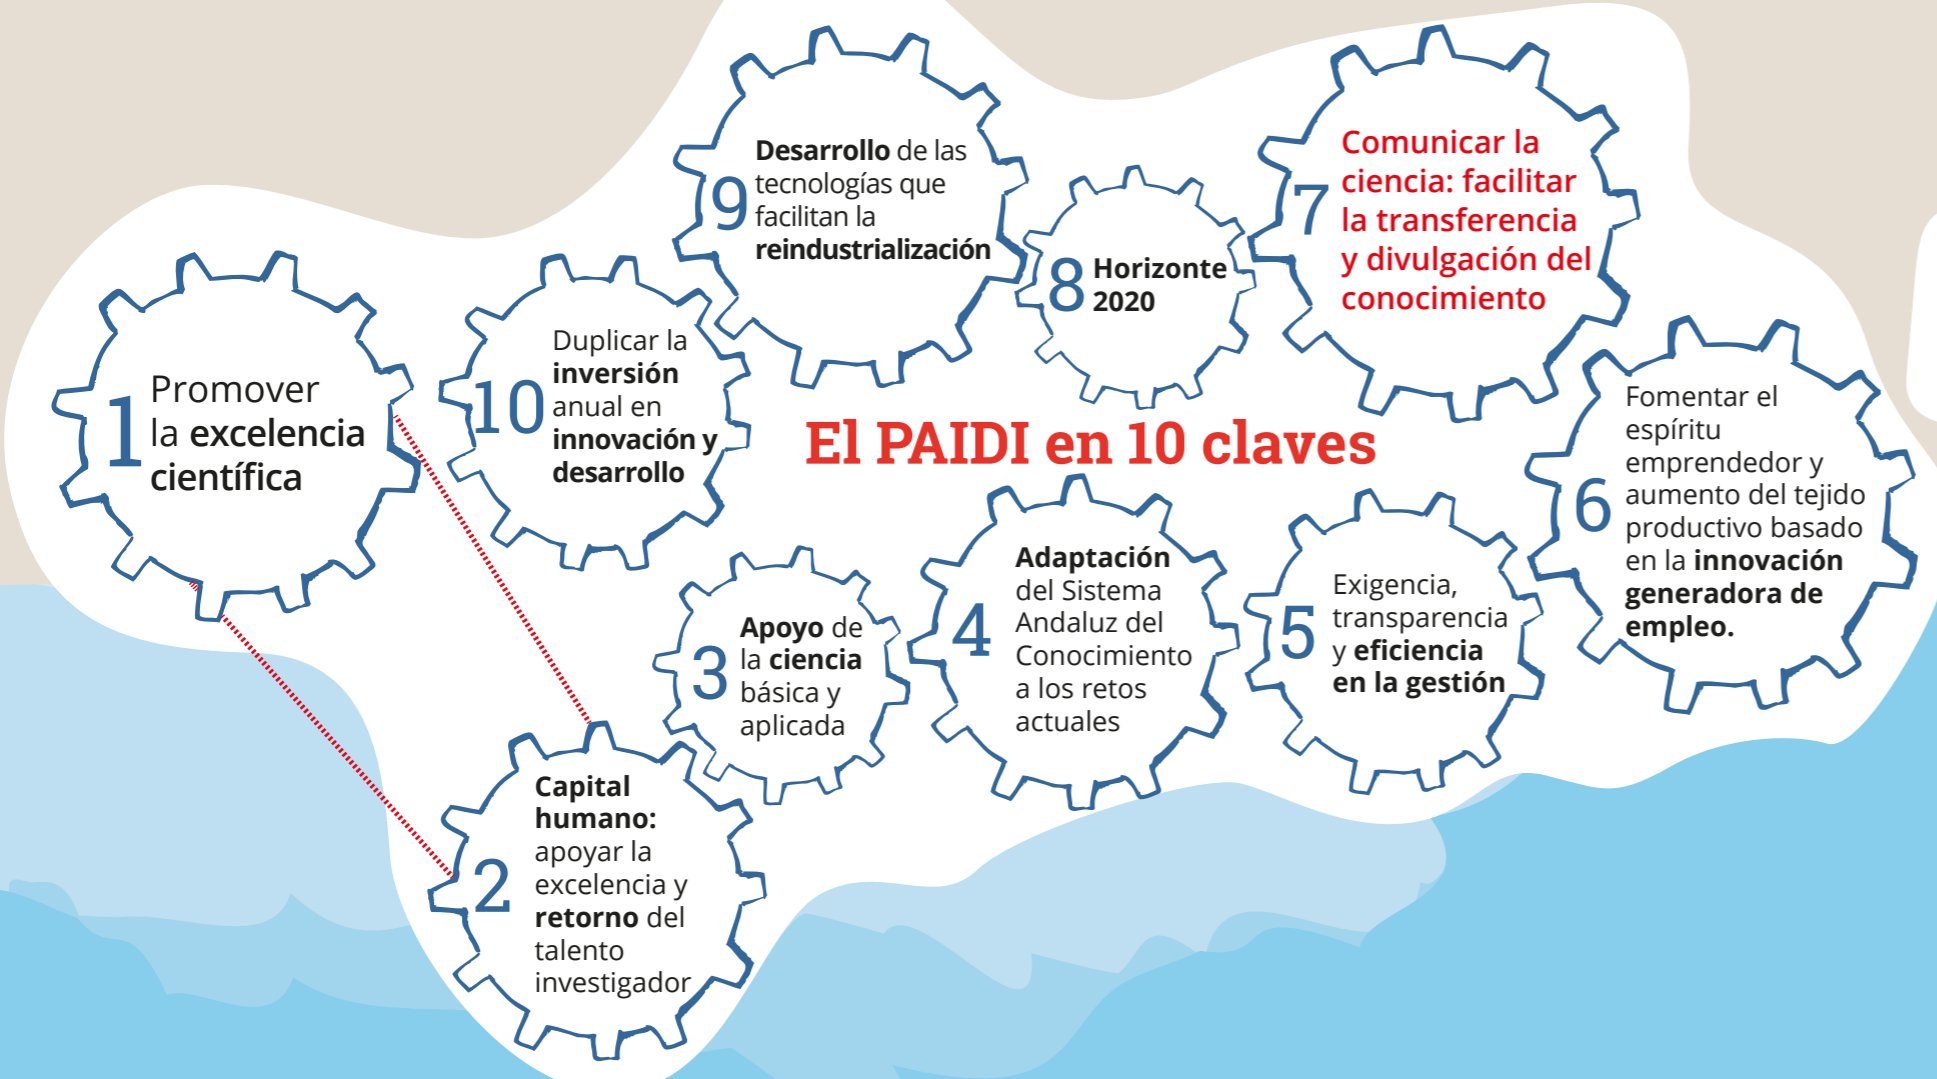 El PAIDI en 10 claves
1
Promover
la excelencia
científica
2
Capital
humano:
apoyar la
excelencia y
retorno del
talento
investigador
3
Apoyo de
la ciencia
básica y
aplicada
4
Adaptación
del Sistema
Andaluz del
Conocimiento
a los retos
actuales
5
Exigencia,
transparencia
y eficiencia
en la gestión
6
Fomentar el
espíritu
emprendedor y
aumento del tejido
productivo basado
en la innovación
generadora de
empleo.
7
Comunicar la
ciencia: facilitar
la transferencia
y divulgación del
conocimiento
8
Horizonte
2020
9
Desarrollo de las
tecnologías que
facilitan la
reindustrialización
10
Duplicar la
inversión
anual en
innovación y
desarrollo